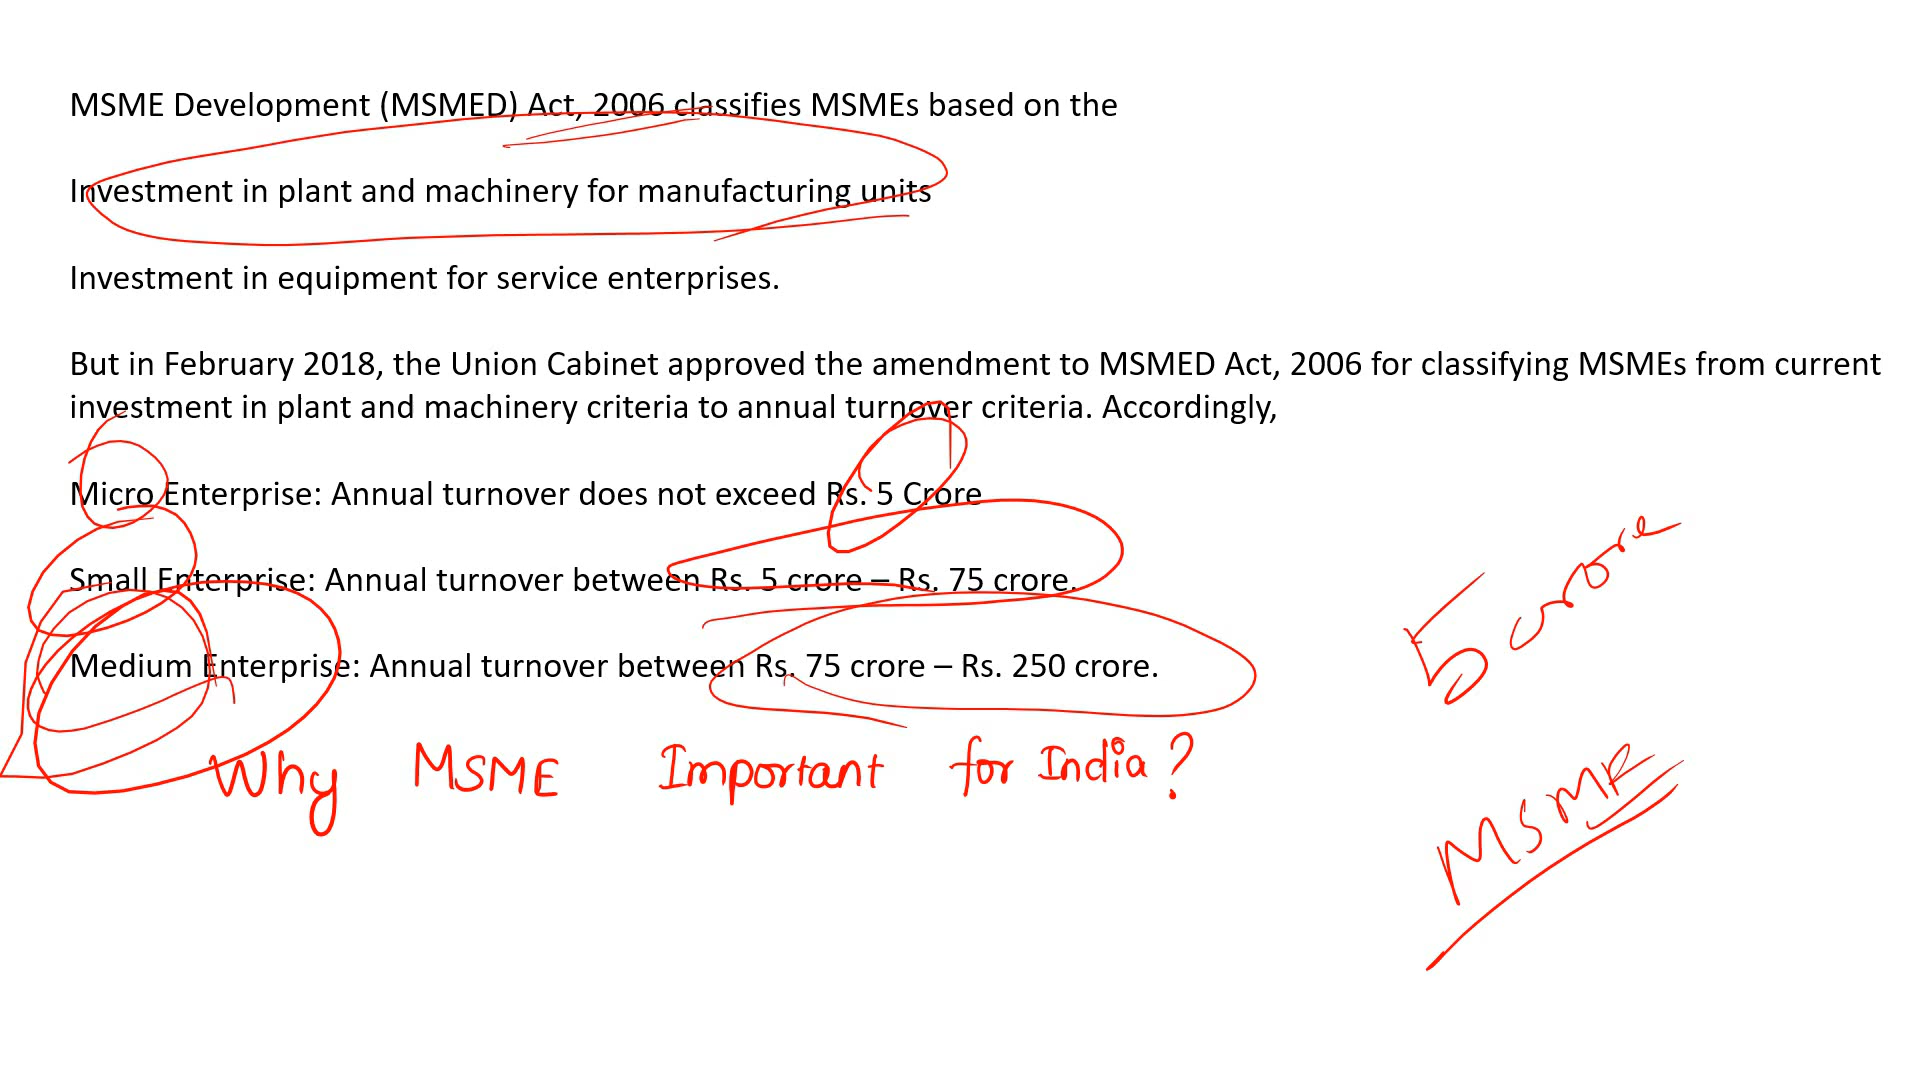 MSME Development (MSMED) Act, 2006 classifies MSMEs based on the
Investment in plant and machinery for manufacturing units
Investment in equipment for service enterprises.
But in February 2018, the Union Cabinet approved the amendment to MSMED Act, 2006 for classifying MSMEs from current
investment in plant and machinery criteria to annual turnover criteria. Accordingly,
Micro Enterprise: Annual turnover does not exceed Rs. 5 Crore
Small Enterprise: Annual turnover between Rs. 5 crore – Rs. 75 crore.
Medium Enterprise: Annual turnover between Rs. 75 crore – Rs. 250 crore.
5 crore
Why MSME Important for India?
MSME